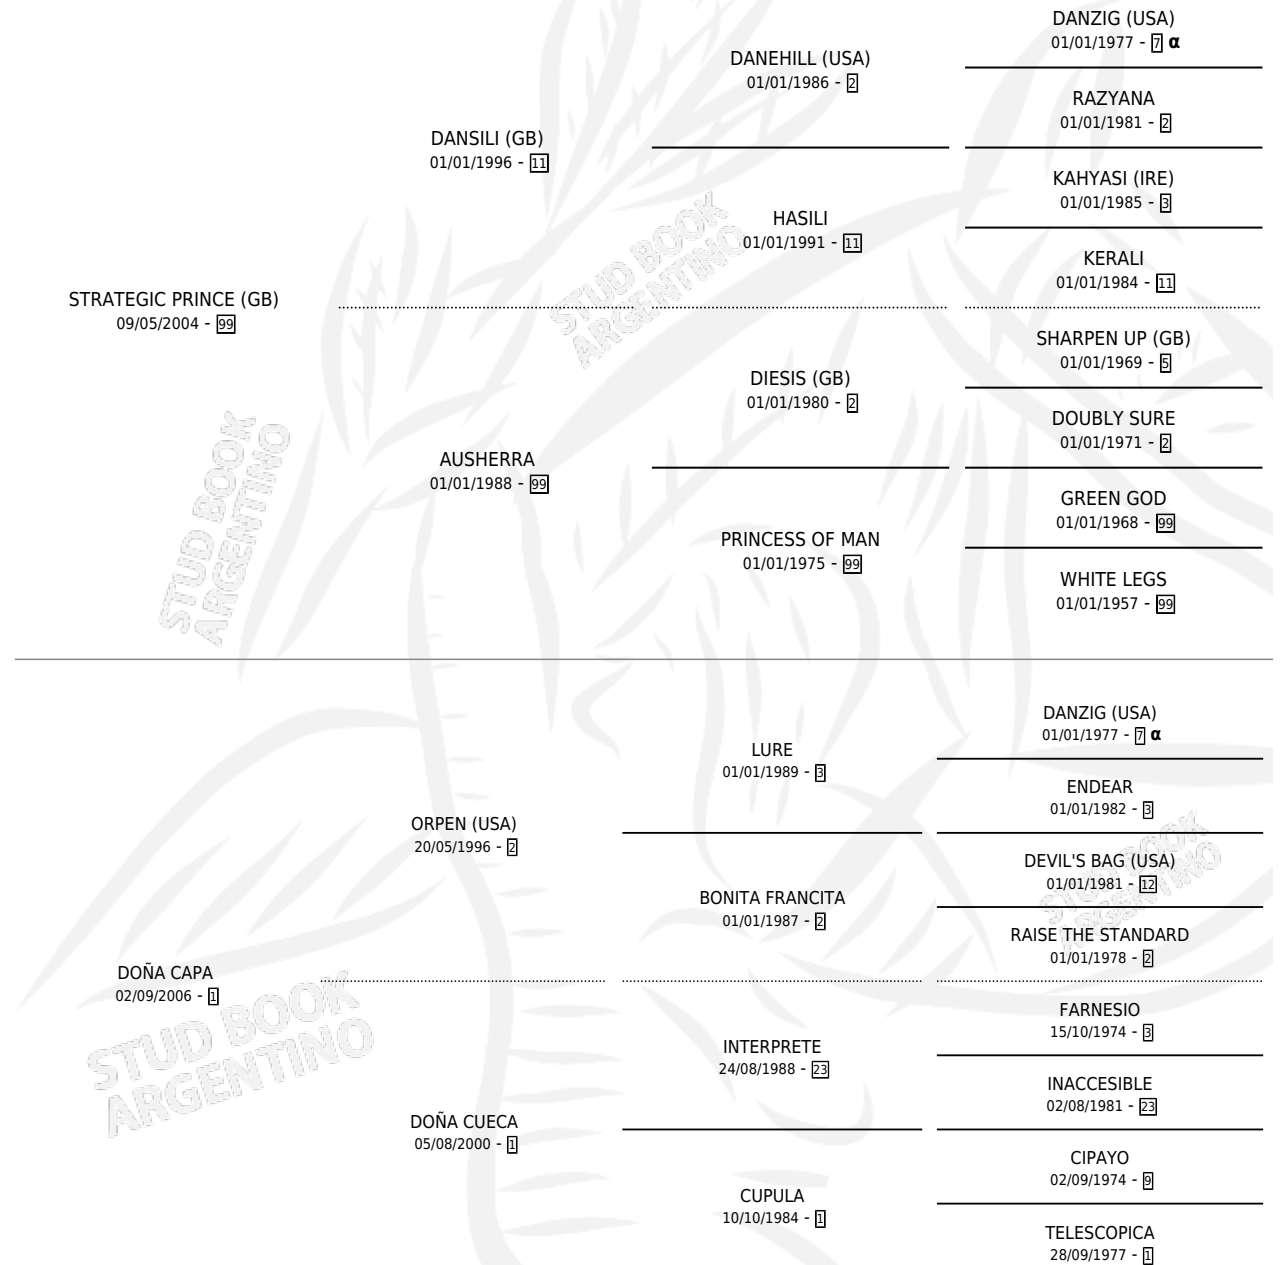 DANZIG (USA)
01/01/1977 - 7 α
DANEHILL (USA)
01/01/1986 - 2
RAZYANA
01/01/1981 - 2
DANSILI (GB)
01/01/1996 - 11
KAHYASI (IRE)
01/01/1985 - 3
HASILI
01/01/1991 - 11
KERALI
01/01/1984 - 11
STRATEGIC PRINCE (GB)
09/05/2004 - 99
SHARPEN UP (GB)
01/01/1969 - 5
DIESIS (GB)
01/01/1980 - 2
DOUBLY SURE
01/01/1971 - 2
AUSHERRA
01/01/1988 - 99
GREEN GOD
01/01/1968 - 99
PRINCESS OF MAN
01/01/1975 - 99
WHITE LEGS
01/01/1957 - 99
DANZIG (USA)
01/01/1977 - 7 α
LURE
01/01/1989 - 3
ENDEAR
01/01/1982 - 3
ORPEN (USA)
20/05/1996 - 2
DEVIL'S BAG (USA)
01/01/1981 - 12
BONITA FRANCITA
01/01/1987 - 2
RAISE THE STANDARD
01/01/1978 - 2
DOÑA CAPA
02/09/2006 - 1
FARNESIO
15/10/1974 - 3
INTERPRETE
24/08/1988 - 23
INACCESIBLE
02/08/1981 - 23
DOÑA CUECA
05/08/2000 - 1
CIPAYO
02/09/1974 - 9
CUPULA
10/10/1984 - 1
TELESCOPICA
28/09/1977 - 1
STUD BOOK
ARGENTINO
STUD BOOK
ARGENTINO
STUD BOOK
ARGENTINO
STUD BOOK
ARGENTINO